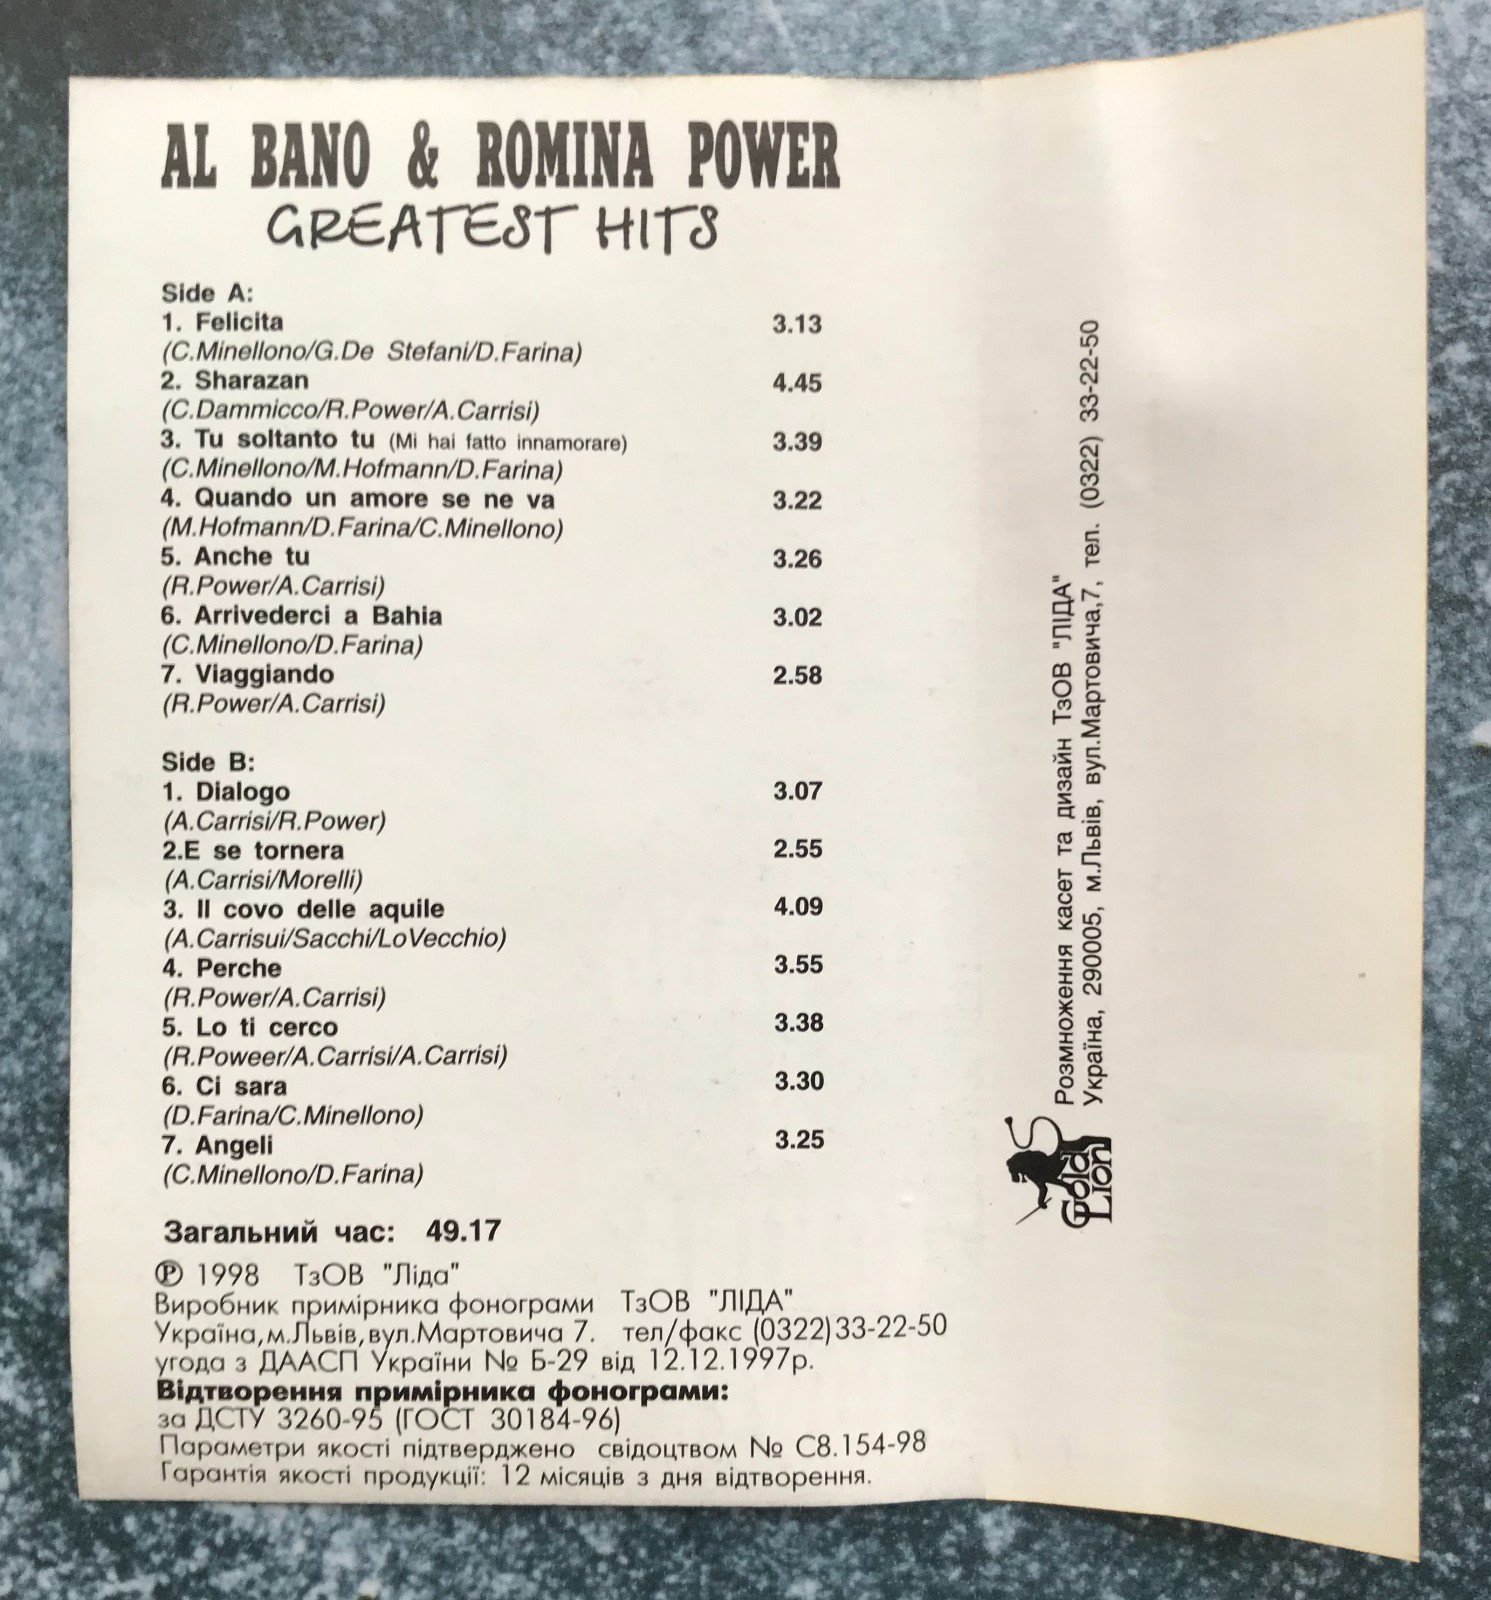 AL BANO & ROMINA POWER
GREATEST HITS
Side A:
1. Felicita 3.13
(C.Minellono/G.De Stefani/D.Farina)
2. Sharazan 4.45
(C.Dammicco/R.Power/A.Carrisi)
3. Tu soltanto tu (Mi hai fatto innamorare) 3.39
(C.Minellono/M.Hofmann/D.Farina)
4. Quando un amore se ne va 3.22
(M.Hofmann/D.Farina/C.Minellono)
5. Anche tu 3.26
(R.Power/A.Carrisi)
6. Arrivederci a Bahia 3.02
(C.Minellono/D.Farina)
7. Viaggiando 2.58
(R.Power/A.Carrisi)
Side B:
1. Dialogo 3.07
(A.Carrisi/R.Power)
2.E se tornera 2.55
(A.Carrisi/Morelli)
3. Il covo delle aquile 4.09
(A.Carrisui/Sacchi/LoVecchio)
4. Perche 3.55
(R.Power/A.Carrisi)
5. Lo ti cerco 3.38
(R.Poweer/A.Carrisi/A.Carrisi)
6. Ci sara 3.30
(D.Farina/C.Minellono)
7. Angeli 3.25
(C.Minellono/D.Farina)
Загальний час: 49.17
℗ 1998 ТзОВ "Ліда"
Виробник примірника фонограми ТзОВ "ЛІДА"
Україна,м.Львів,вул.Мартовича 7. тел/факс (0322)33-22-50
угода з ДААСП України № Б-29 від 12.12.1997р.
Відтворення примірника фонограми:
за ДСТУ 3260-95 (ГОСТ 30184-96)
Параметри якості підтверджено свідоцтвом № С8.154-98
Гарантія якості продукції: 12 місяців з дня відтворення.
Розмноження касет та дизайн ТзОВ "ЛІДА"
Україна, 290005, м.Львів, вул.Мартовича,7, тел. (0322) 33-22-50
Gold
Lion